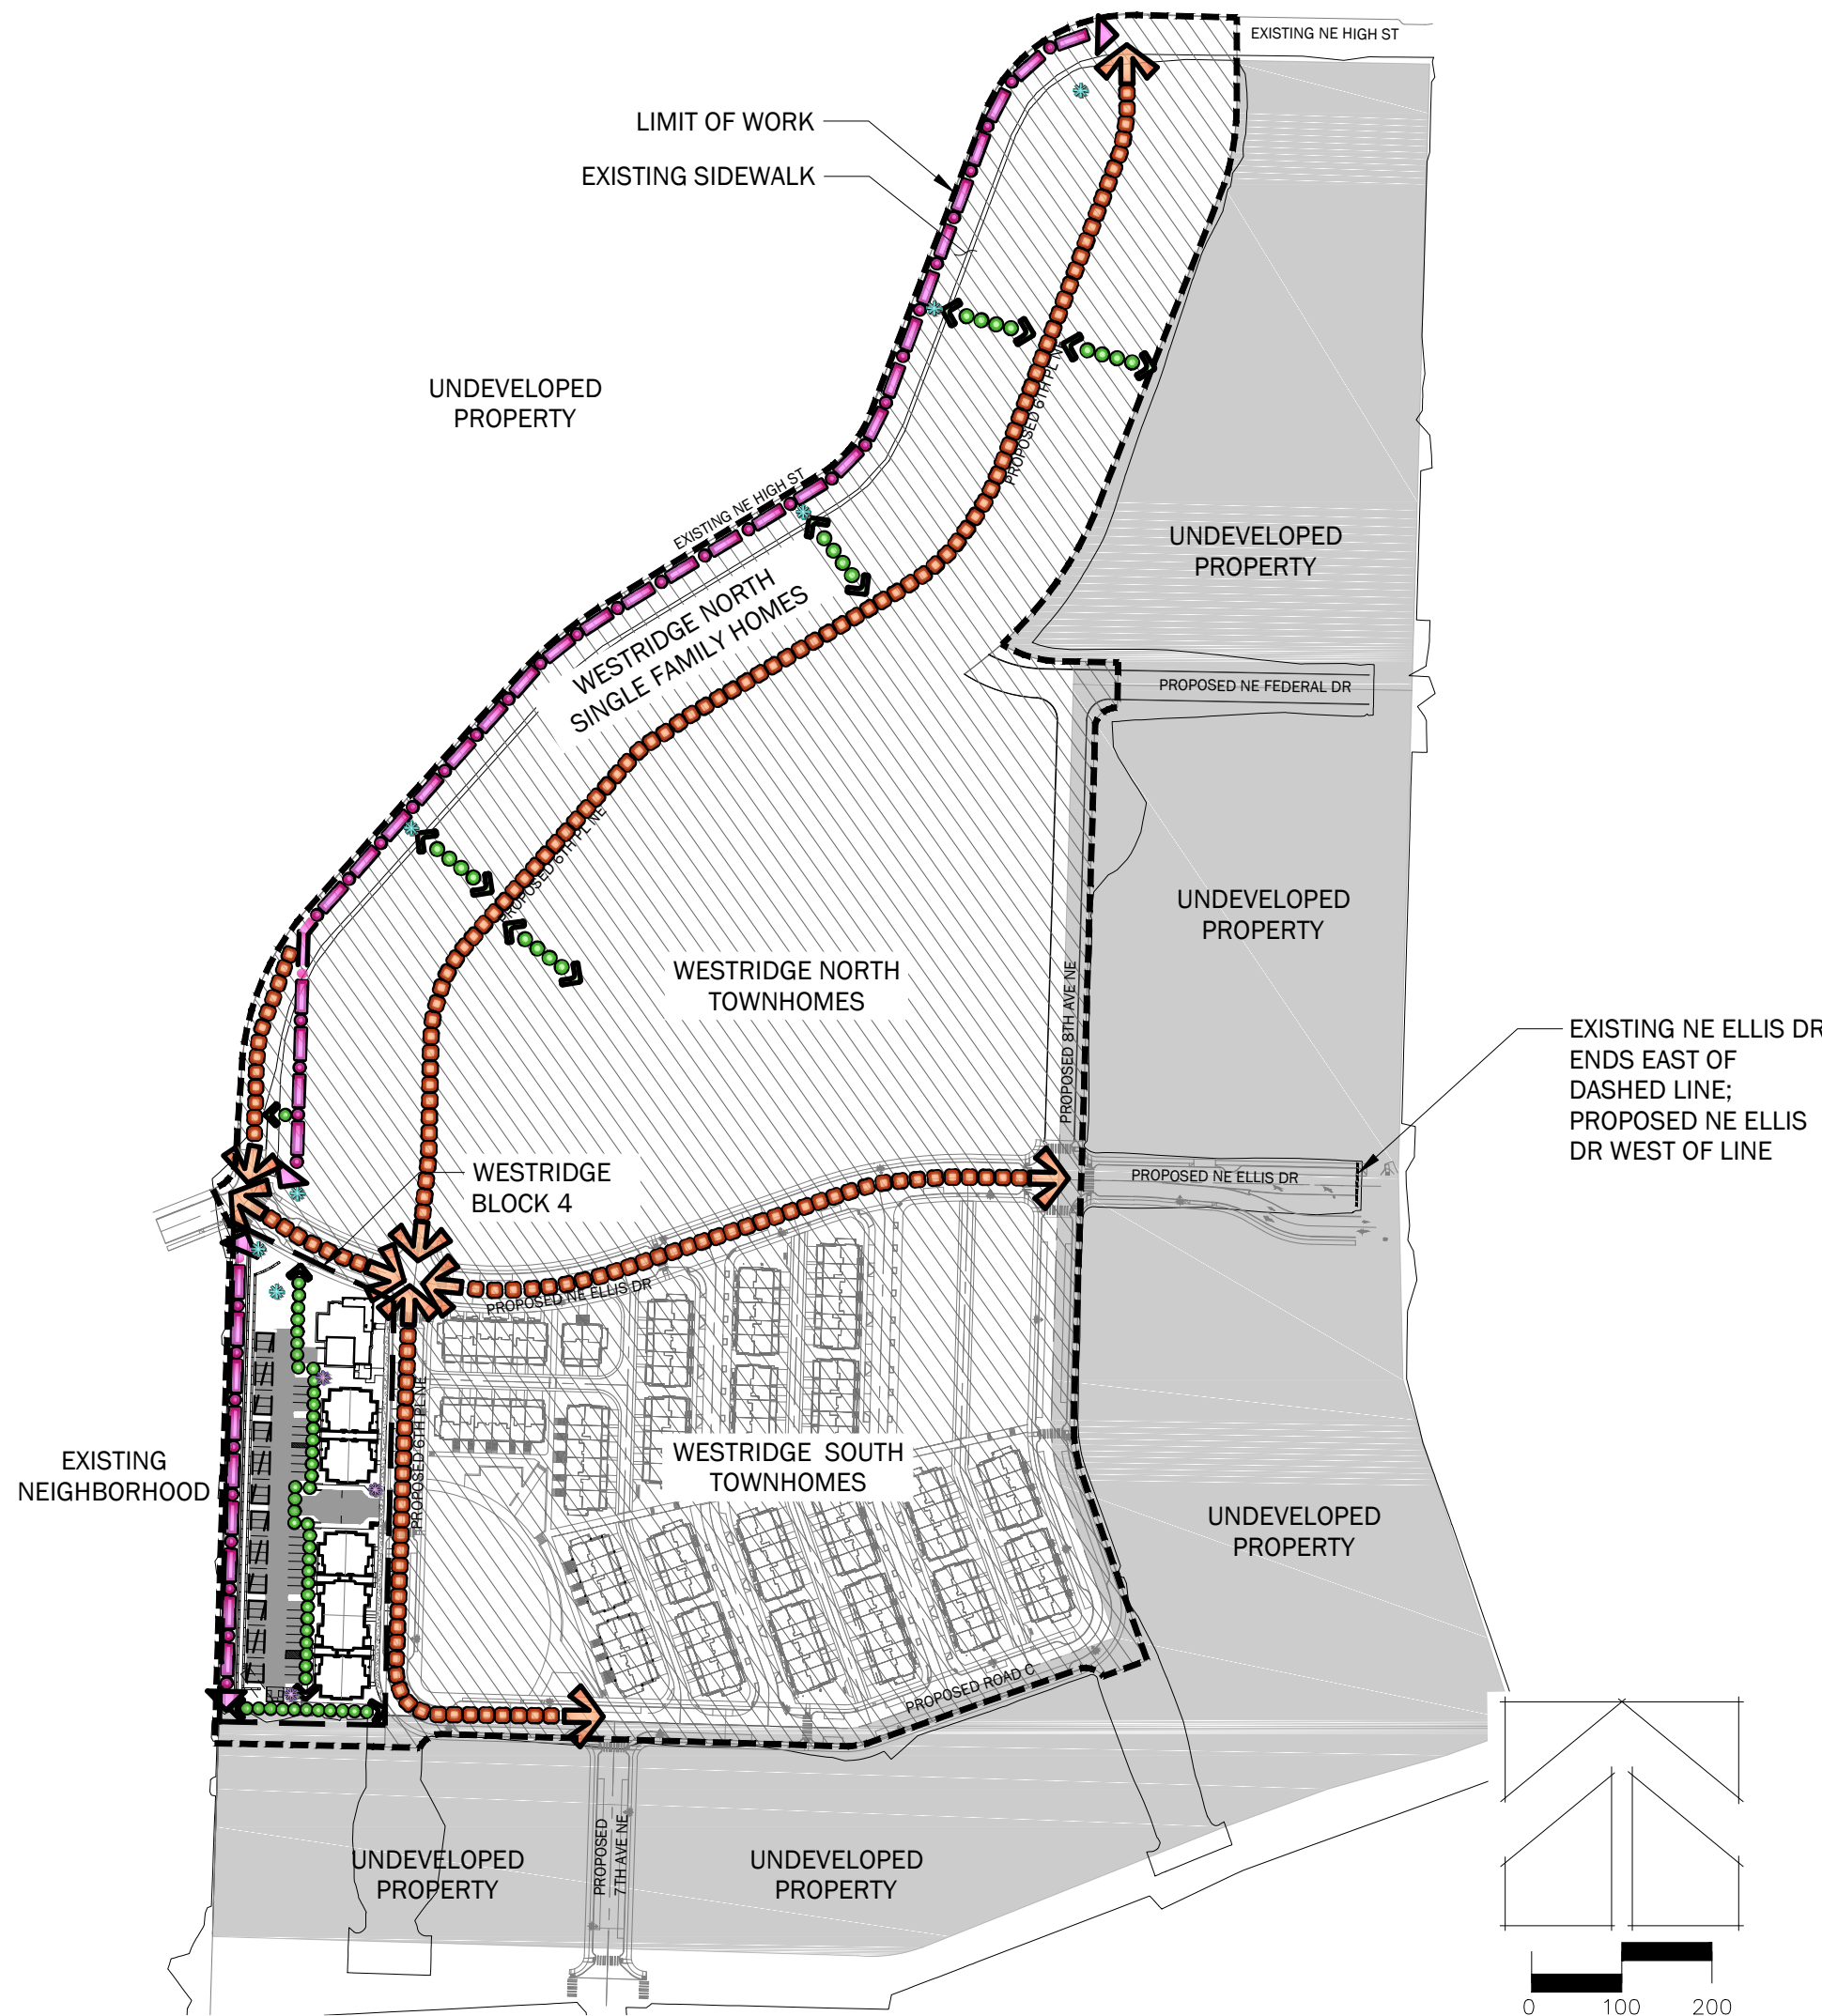 EXISTING NE HIGH ST
LIMIT OF WORK
EXISTING SIDEWALK
UNDEVELOPED
PROPERTY
PROPOSED 6TH PL NE
EXISTING NE HIGH ST
UNDEVELOPED
PROPERTY
WESTRIDGE NORTH
SINGLE FAMILY HOMES
PROPOSED NE FEDERAL DR
PROPOSED 6TH PL NE
UNDEVELOPED
PROPERTY
WESTRIDGE NORTH
TOWNHOMES
PROPOSED 8TH AVE NE
EXISTING NE ELLIS DR
ENDS EAST OF
DASHED LINE;
PROPOSED NE ELLIS
DR WEST OF LINE
WESTRIDGE
BLOCK 4
PROPOSED NE ELLIS DR
PROPOSED NE ELLIS DR
PROPOSED 6TH PL NE
EXISTING
NEIGHBORHOOD
WESTRIDGE SOUTH
TOWNHOMES
UNDEVELOPED
PROPERTY
PROPOSED ROAD C
UNDEVELOPED
PROPERTY
PROPOSED
7TH AVE NE
UNDEVELOPED
PROPERTY
0 100 200